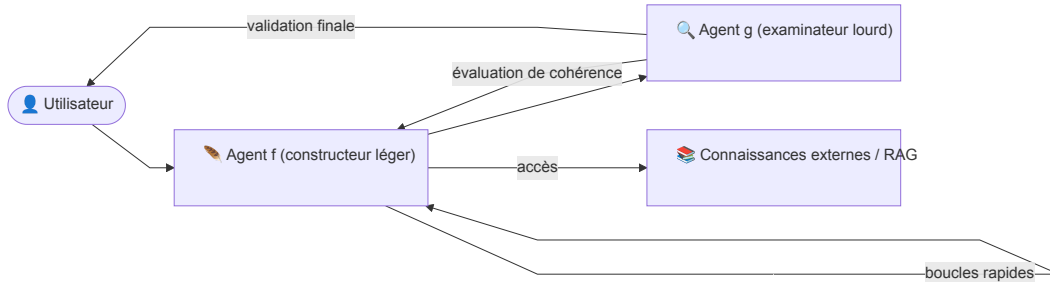 validation finale
🔍 Agent g (examinateur lourd)
évaluation de cohérence
👤 Utilisateur
🪶 Agent f (constructeur léger)
accès
📚 Connaissances externes / RAG
boucles rapides